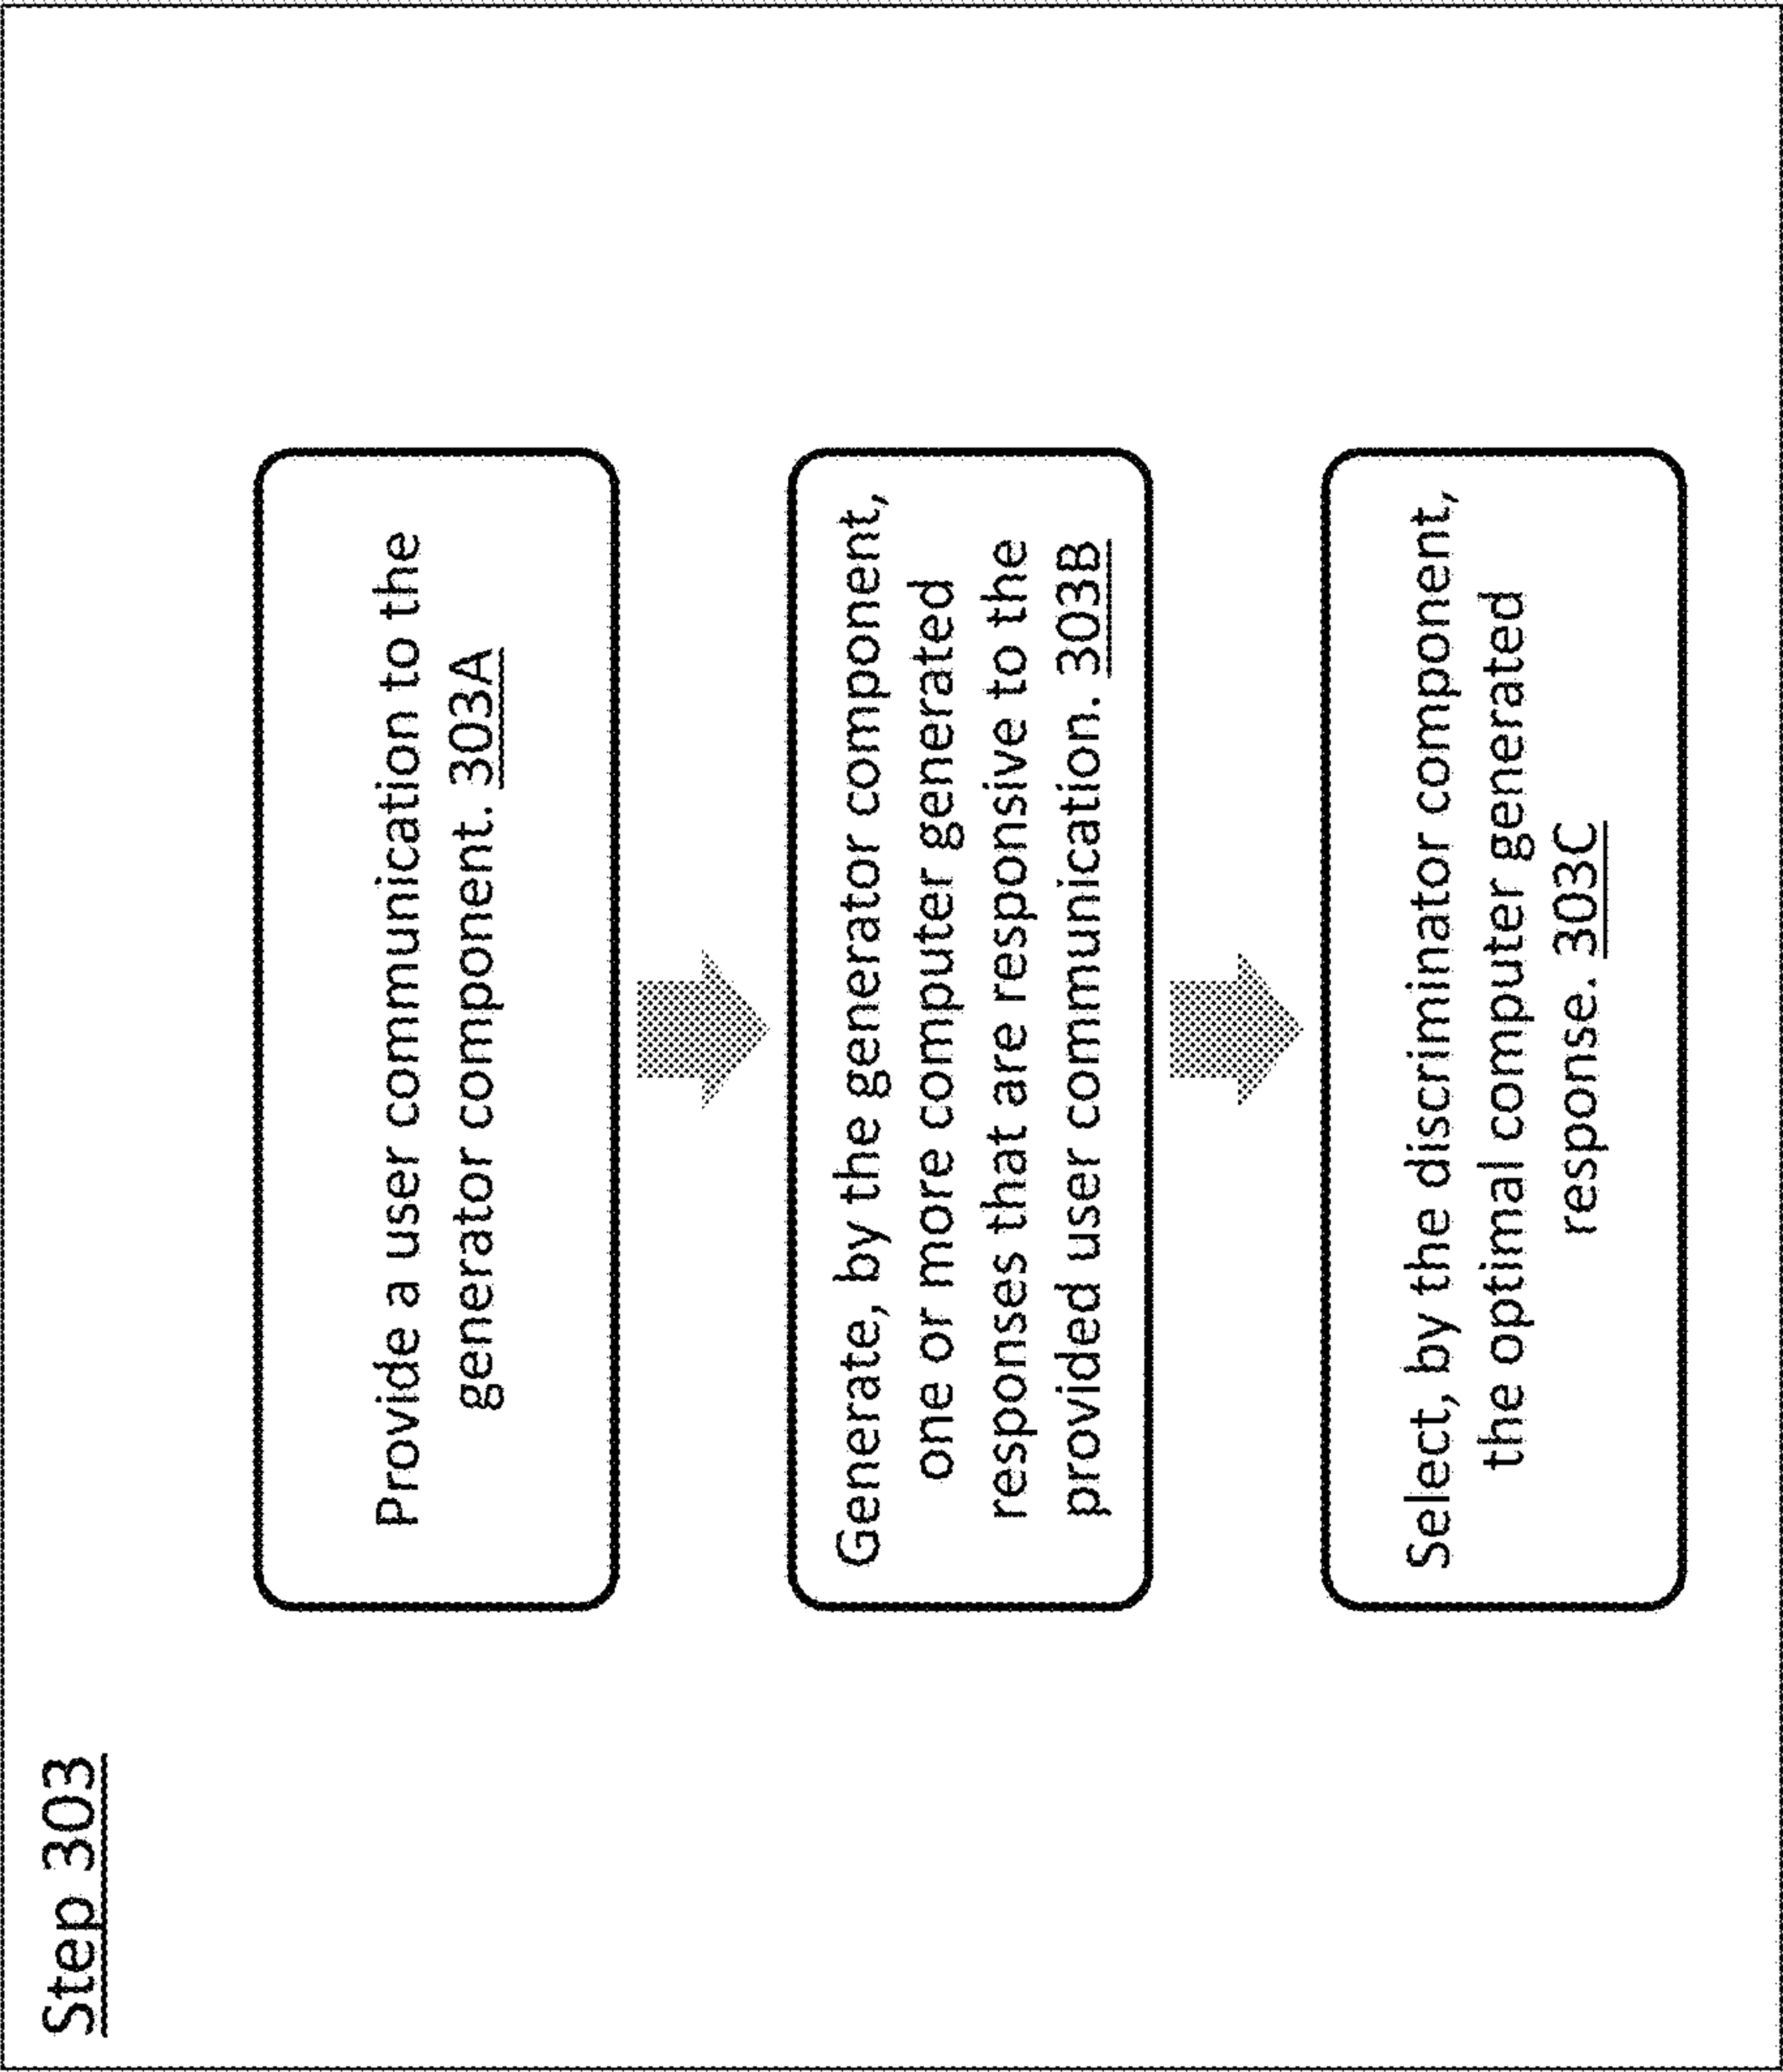 Step 303
Provide a user communication to the
generator component. 303A
Generate, by the generator component,
one or more computer generated
responses that are responsive to the
provided user communication. 303B
Select, by the discriminator component,
the optimal computer generated
response. 303C